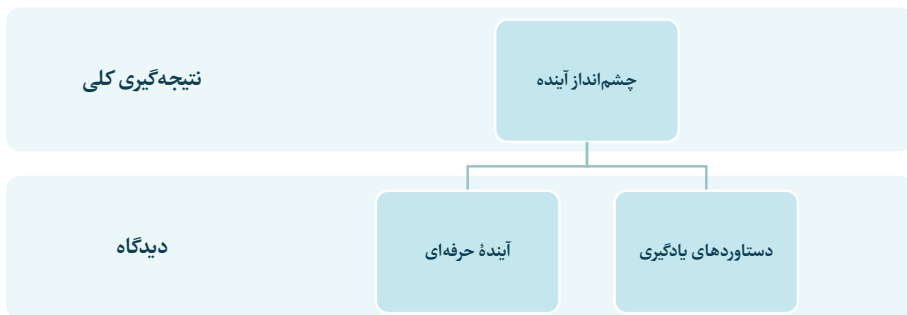 نتیجه‌گیری کلی
چشم‌انداز آینده
دیدگاه
دستاوردهای یادگیری
آیندهٔ حرفه‌ای